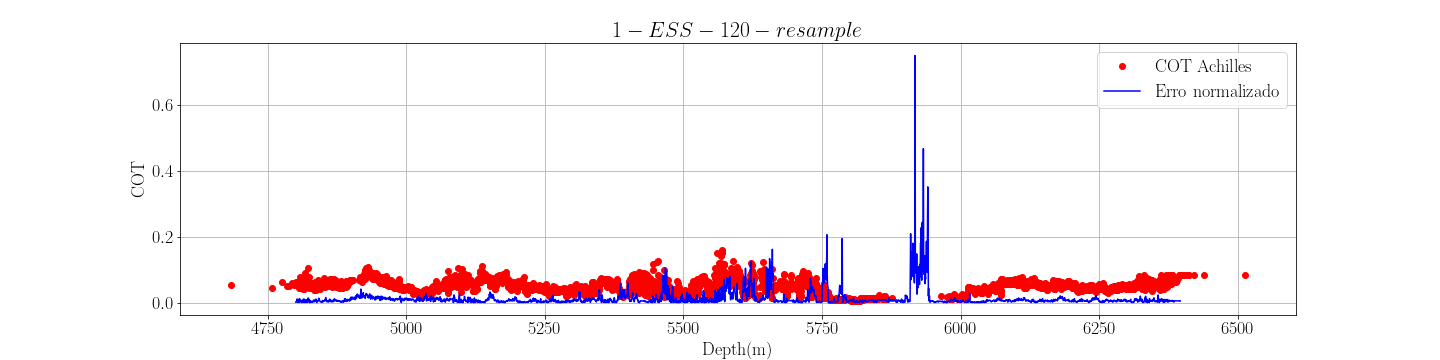 1 − ESS − 120 − resample
COT Achilles
Erro normalizado
COT
0.6
0.4
0.2
0.0
4750 5000 5250 5500 5750 6000 6250 6500
Depth(m)